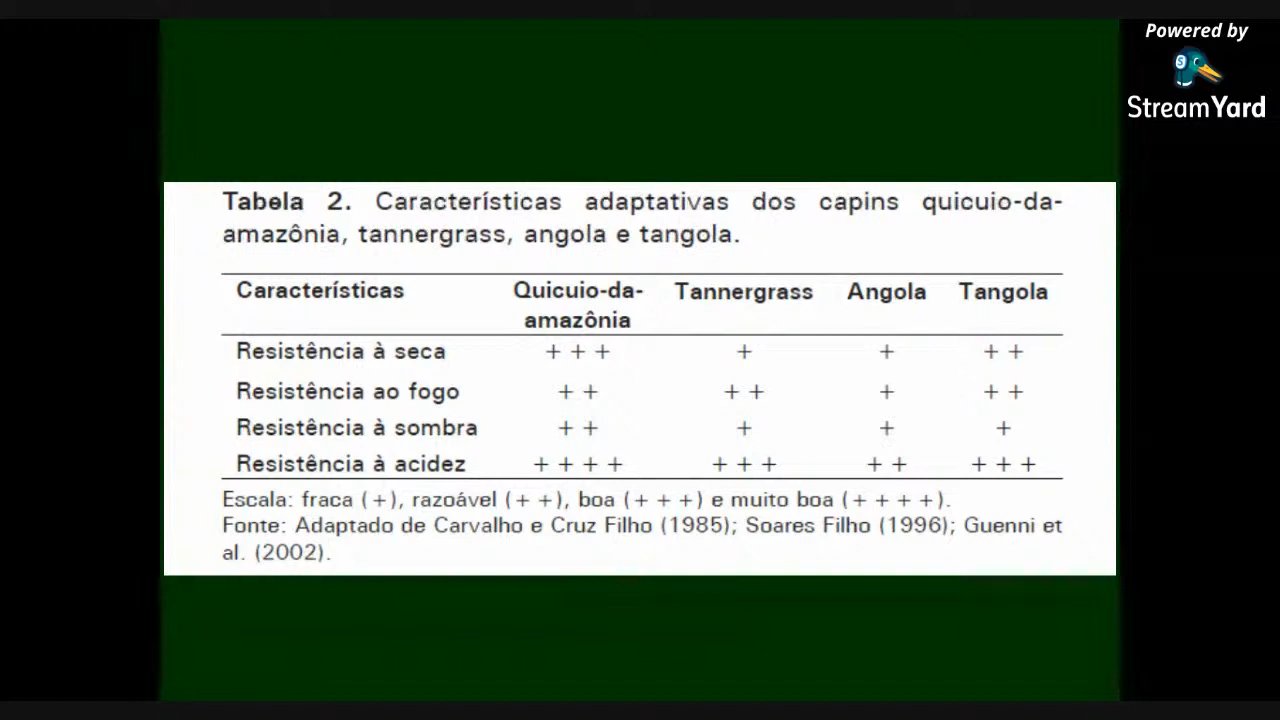 Powered by
StreamYard
Tabela 2. Características adaptativas dos capins quicuio-da-
amazônia, tannergrass, angola e tangola.
Características Quicuio-da-amazônia Tannergrass Angola Tangola
Resistência à seca +++ + + ++
Resistência ao fogo ++ ++ + ++
Resistência à sombra ++ + + +
Resistência à acidez ++++ +++ ++ +++
Escala: fraca (+), razoável (++), boa (+++) e muito boa (++++).
Fonte: Adaptado de Carvalho e Cruz Filho (1985); Soares Filho (1996); Guenni et
al. (2002).